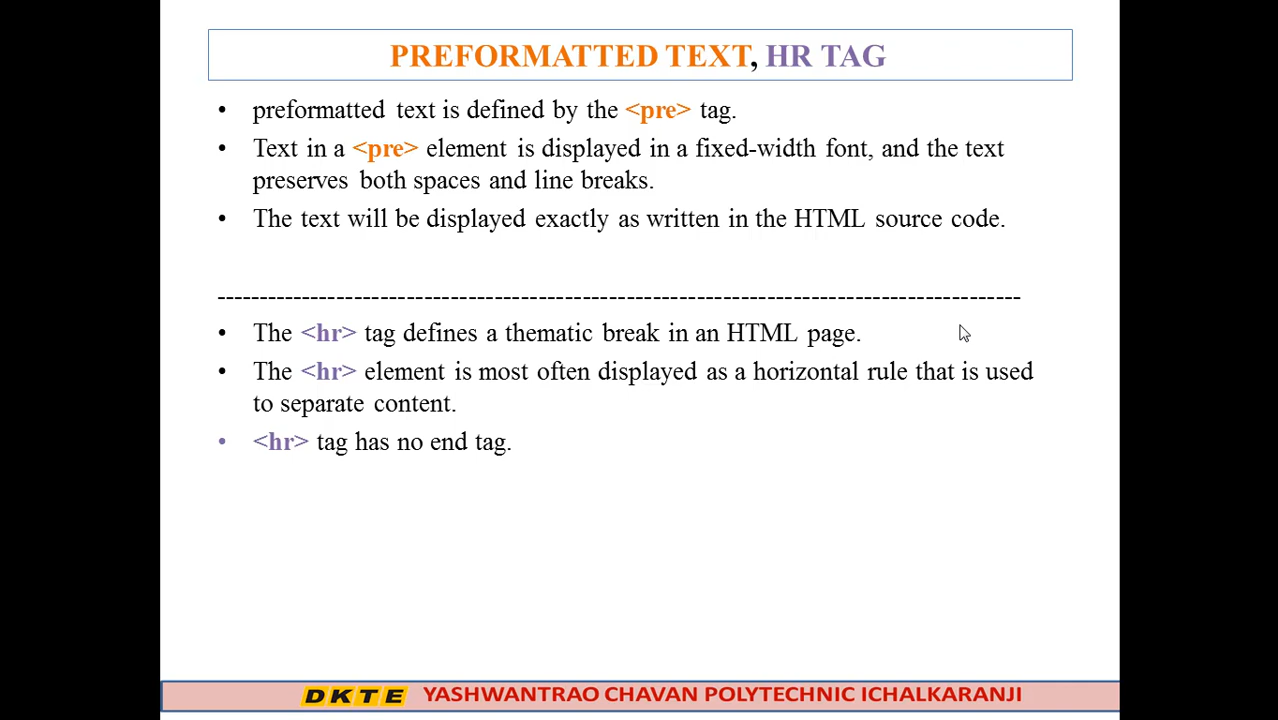 PREFORMATTED TEXT, HR TAG
• preformatted text is defined by the <pre> tag.
• Text in a <pre> element is displayed in a fixed-width font, and the text
preserves both spaces and line breaks.
• The text will be displayed exactly as written in the HTML source code.
-----------------------------------------------------------------------------------------------
• The <hr> tag defines a thematic break in an HTML page.
• The <hr> element is most often displayed as a horizontal rule that is used
to separate content.
• <hr> tag has no end tag.
DKTE YASHWANTRAO CHAVAN POLYTECHNIC ICHALKARANJI